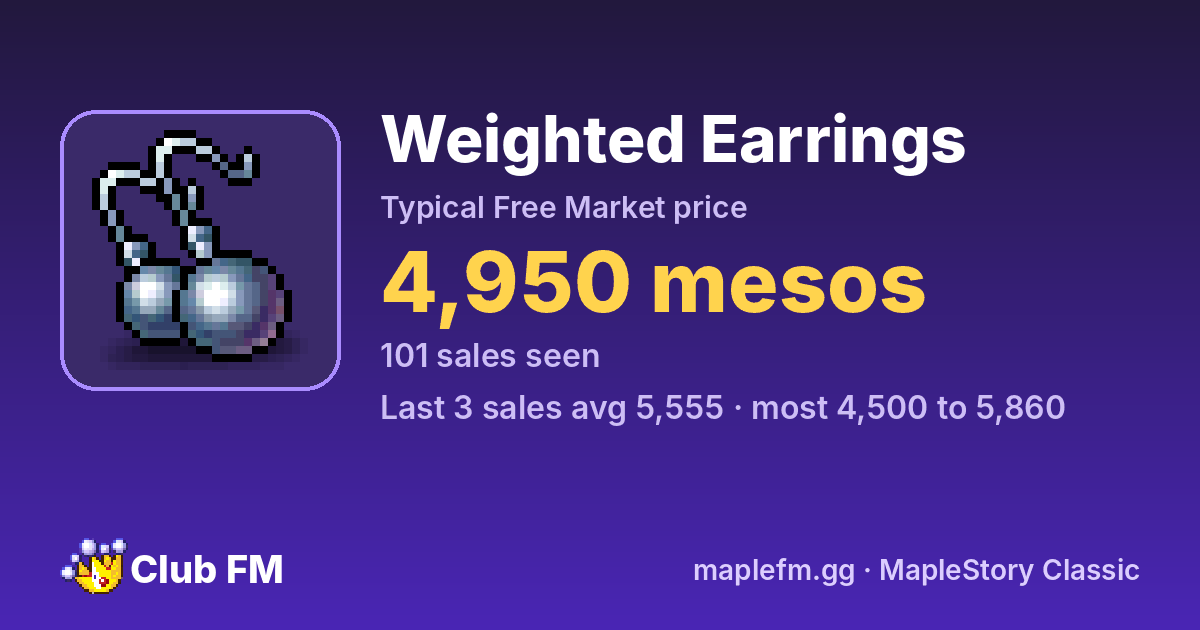 Weighted Earrings
Typical Free Market price
4,950 mesos
101 sales seen
Last 3 sales avg 5,555 · most 4,500 to 5,860
Club FM
maplefm.gg · MapleStory Classic